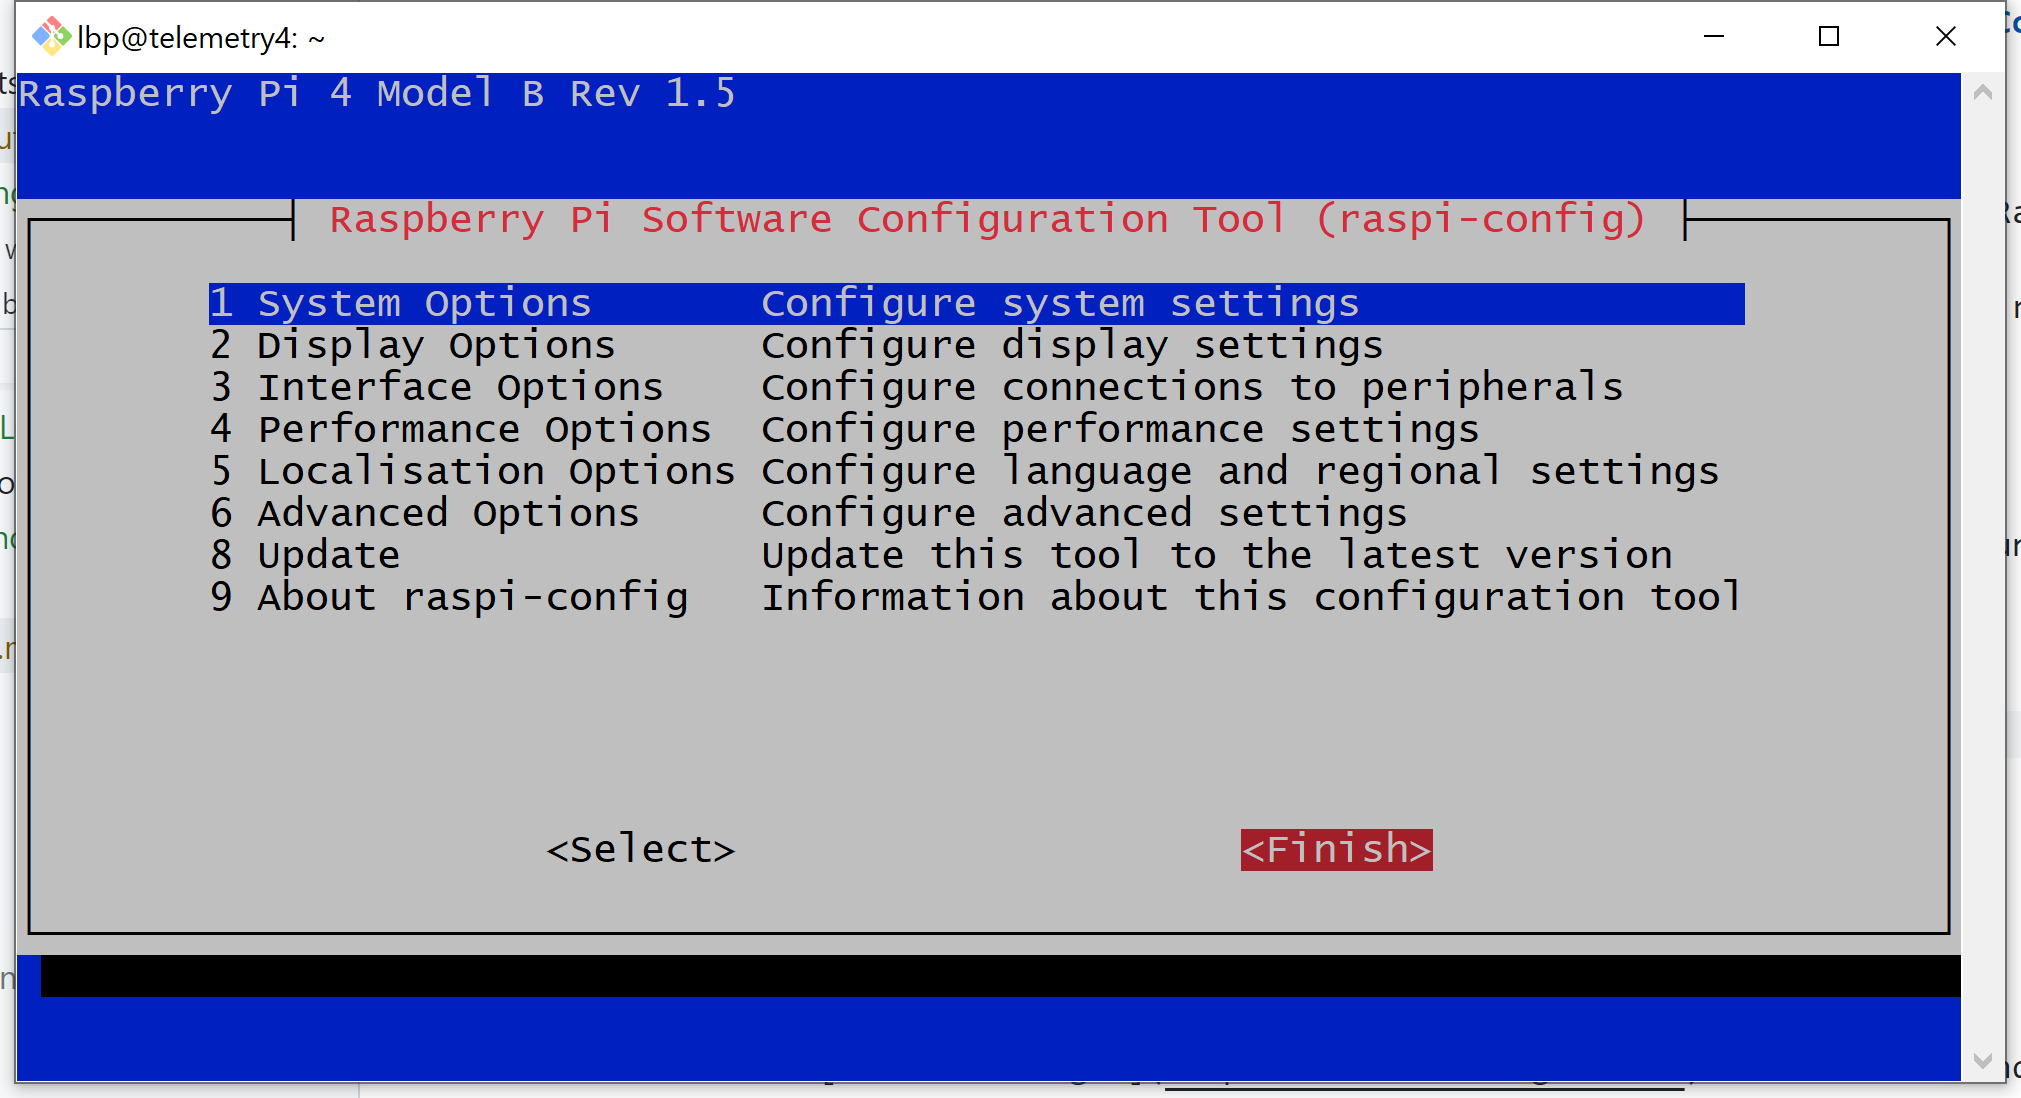 lbp@telemetry4: ~
Raspberry Pi 4 Model B Rev 1.5
Raspberry Pi Software Configuration Tool (raspi-config)
1 System Options Configure system settings
2 Display Options Configure display settings
3 Interface Options Configure connections to peripherals
4 Performance Options Configure performance settings
5 Localisation Options Configure language and regional settings
6 Advanced Options Configure advanced settings
8 Update Update this tool to the latest version
9 About raspi-config Information about this configuration tool
<Select> <Finish>